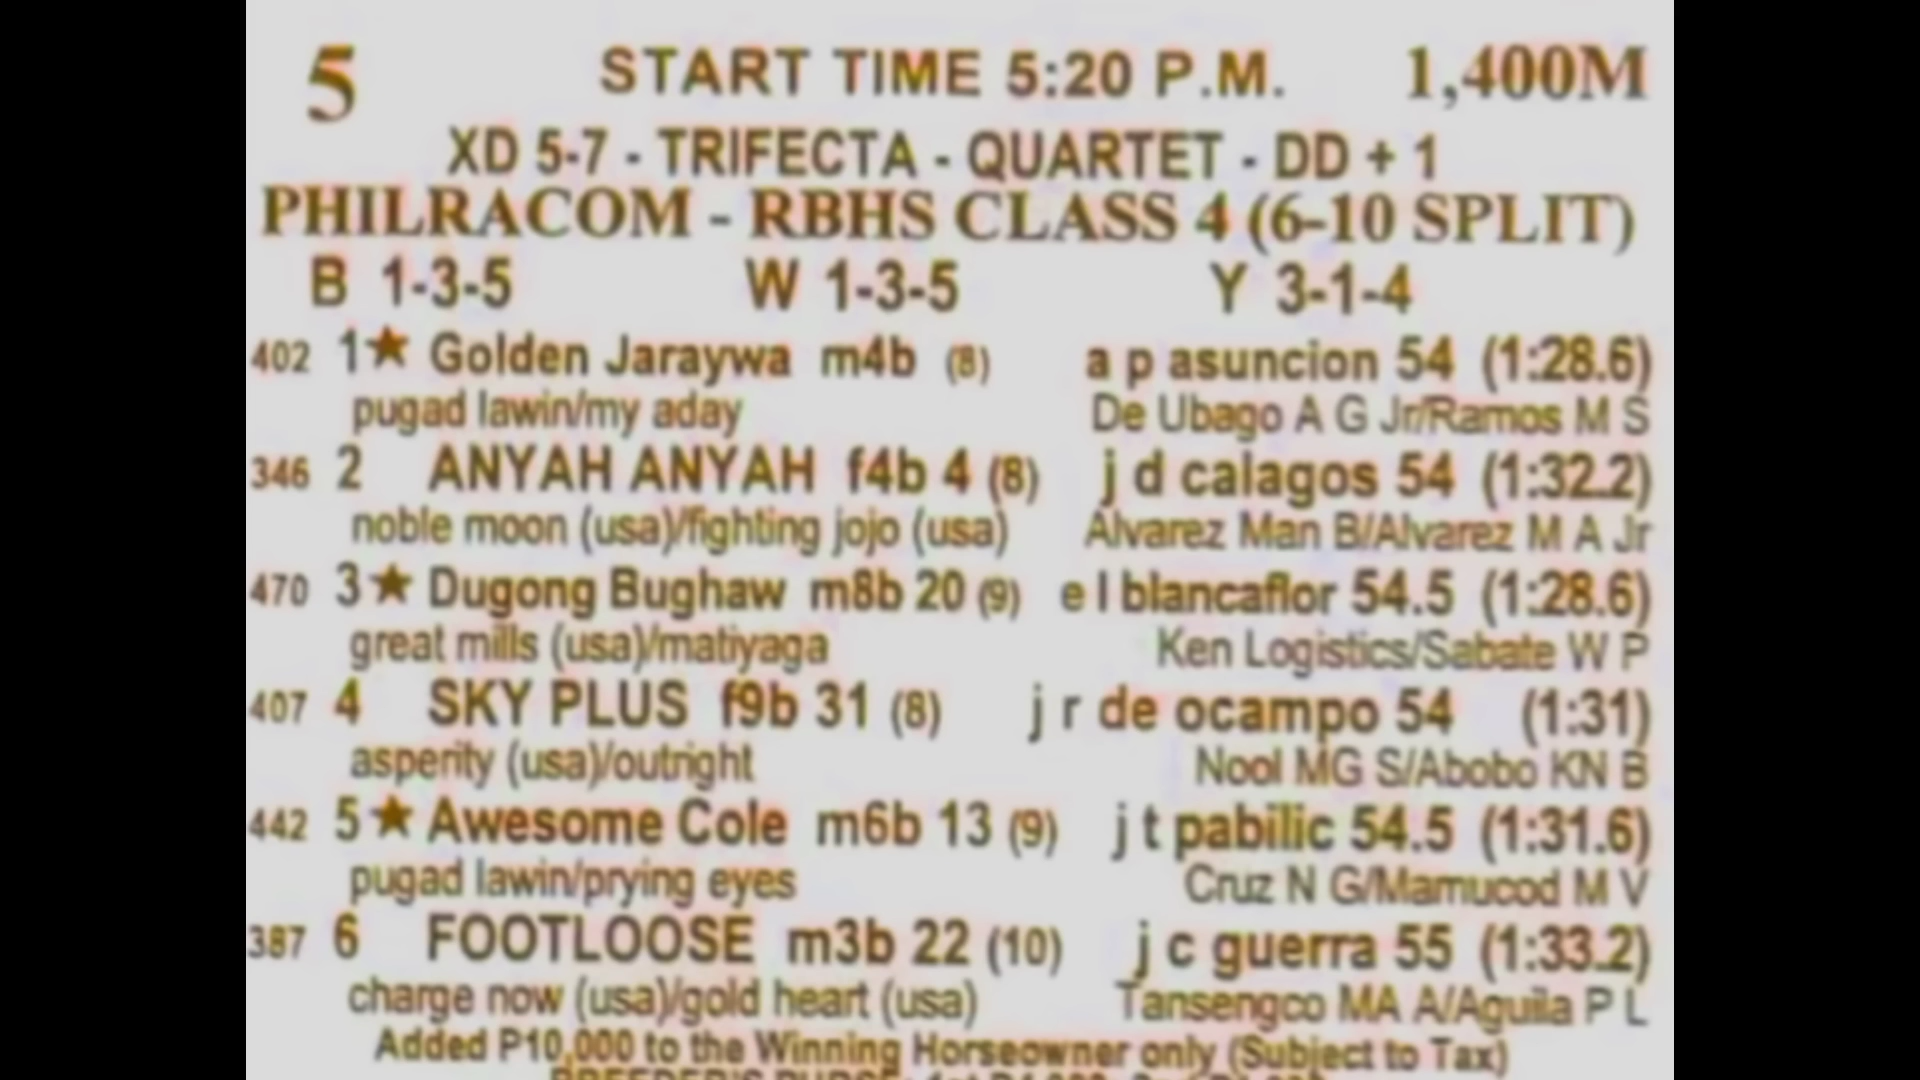 5 START TIME 5:20 P.M. 1,400M
XD 5-7 - TRIFECTA - QUARTET - DD + 1
PHILRACOM - RBHS CLASS 4 (6-10 SPLIT)
B 1-3-5 W 1-3-5 Y 3-1-4
402 1★ Golden Jaraywa m4b (8) a p asuncion 54 (1:28.6)
pugad lawin/my aday De Ubago A G Jr/Ramos M S
346 2 ANYAH ANYAH f4b 4 (8) j d calagos 54 (1:32.2)
noble moon (usa)/fighting jojo (usa) Alvarez Man B/Alvarez M A Jr
470 3★ Dugong Bughaw m8b 20 (9) e l blancaflor 54.5 (1:28.6)
great mills (usa)/matiyaga Ken Logistics/Sabate W P
407 4 SKY PLUS f9b 31 (8) j r de ocampo 54 (1:31)
asperity (usa)/outright Nool MG S/Abobo KN B
442 5★ Awesome Cole m6b 13 (9) j t pabilic 54.5 (1:31.6)
pugad lawin/prying eyes Cruz N G/Mamucod M V
387 6 FOOTLOOSE m3b 22 (10) j c guerra 55 (1:33.2)
charge now (usa)/gold heart (usa) Tansengco MA A/Aguila P L
Added P10,000 to the Winning Horseowner only (Subject to Tax)